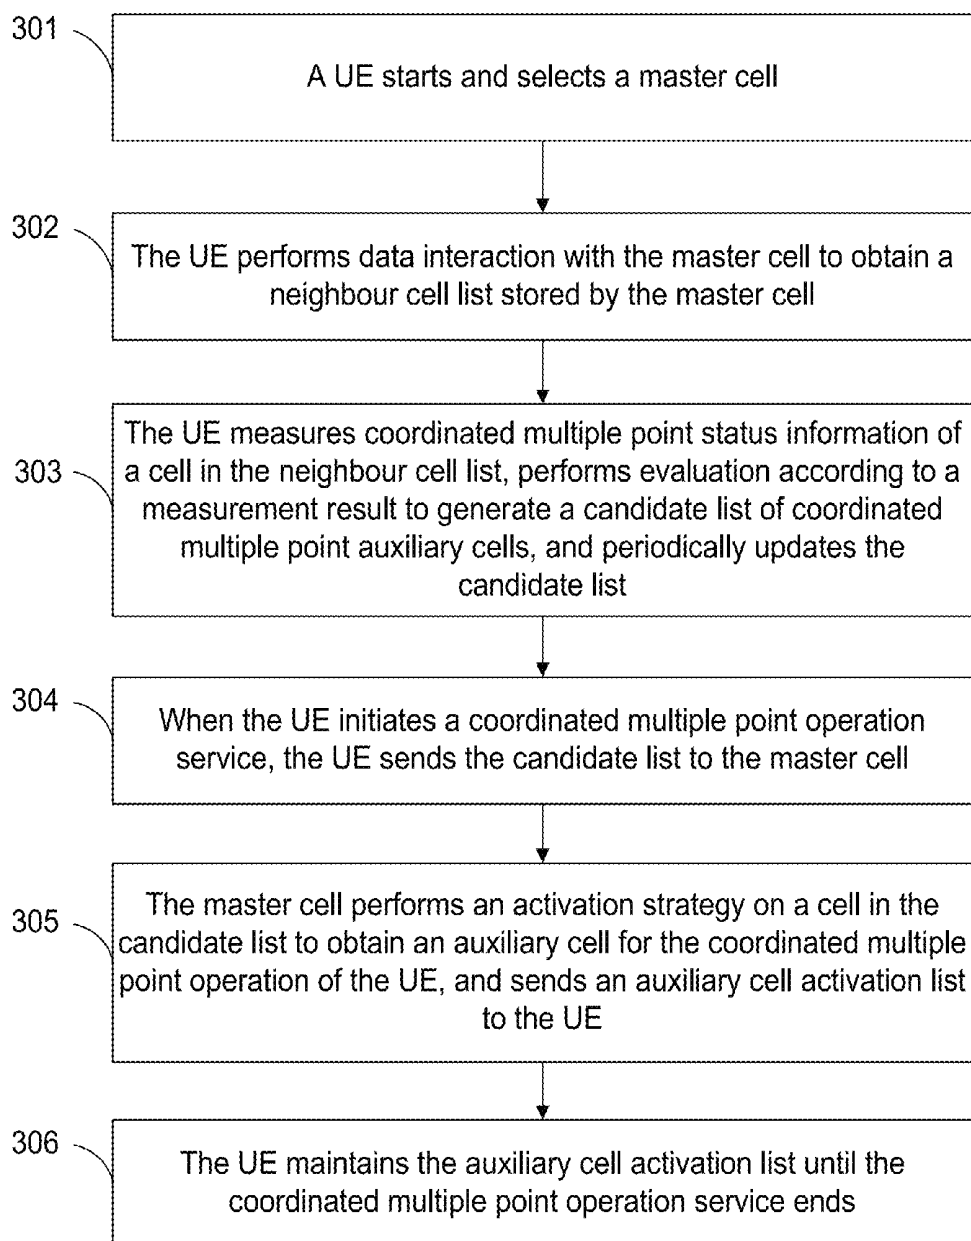 301
A UE starts and selects a master cell
302
The UE performs data interaction with the master cell to obtain a
neighbour cell list stored by the master cell
303
The UE measures coordinated multiple point status information of
a cell in the neighbour cell list, performs evaluation according to a
measurement result to generate a candidate list of coordinated
multiple point auxiliary cells, and periodically updates the
candidate list
304
When the UE initiates a coordinated multiple point operation
service, the UE sends the candidate list to the master cell
305
The master cell performs an activation strategy on a cell in the
candidate list to obtain an auxiliary cell for the coordinated multiple
point operation of the UE, and sends an auxiliary cell activation list
to the UE
306
The UE maintains the auxiliary cell activation list until the
coordinated multiple point operation service ends